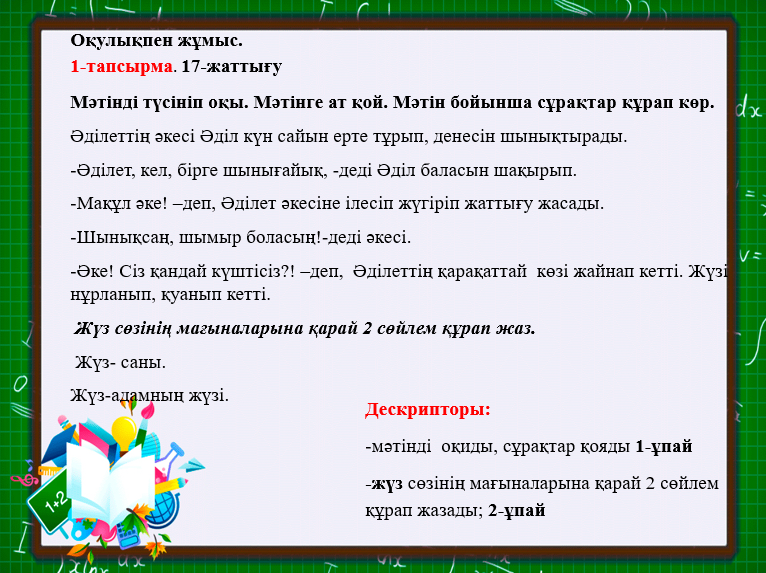 Оқулықпен жұмыс.
1-тапсырма. 17-жаттығу
Мәтінді түсініп оқы. Мәтінге ат қой. Мәтін бойынша сұрақтар құрап көр.
Әділеттің әкесі Әділ күн сайын ерте тұрып, денесін шынықтырады.
-Әділет, кел, бірге шынығайық, -деді Әділ баласын шақырып.
-Мақұл әке! –деп, Әділет әкесіне ілесіп жүгіріп жаттығу жасады.
-Шынықсаң, шымыр боласың!-деді әкесі.
-Әке! Сіз қандай күштісіз?! –деп,  Әділеттің қарақаттай  көзі жайнап кетті. Жүзі
нұрланып, қуанып кетті.
Жүз сөзінің мағыналарына қарай 2 сөйлем құрап жаз.
Жүз- саны.
Жүз-адамның жүзі.
Дескрипторы:
-мәтінді  оқиды, сұрақтар қояды 1-ұпай
-жүз сөзінің мағыналарына қарай 2 сөйлем
құрап жазады; 2-ұпай
1+2